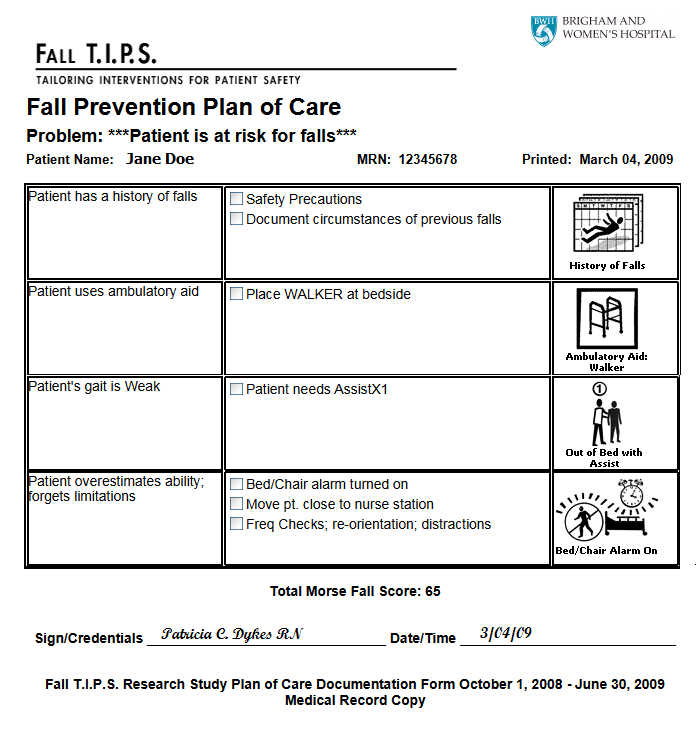 BWH
BRIGHAM AND
WOMEN'S HOSPITAL
FALL T.I.P.S.
TAILORING INTERVENTIONS FOR PATIENT SAFETY
Fall Prevention Plan of Care
Problem: ***Patient is at risk for falls***
Patient Name: Jane Doe MRN: 12345678 Printed: March 04, 2009
Patient has a history of falls
Safety Precautions
Document circumstances of previous falls
S M T W T F S
History of Falls
Patient uses ambulatory aid
Place WALKER at bedside
Ambulatory Aid:
Walker
Patient's gait is Weak
Patient needs AssistX1
1
Out of Bed with
Assist
Patient overestimates ability;
forgets limitations
Bed/Chair alarm turned on
Move pt. close to nurse station
Freq Checks; re-orientation; distractions
Bed/Chair Alarm On
Total Morse Fall Score: 65
Sign/Credentials Patricia C. Dykes RN Date/Time 3/04/09
Fall T.I.P.S. Research Study Plan of Care Documentation Form October 1, 2008 - June 30, 2009
Medical Record Copy